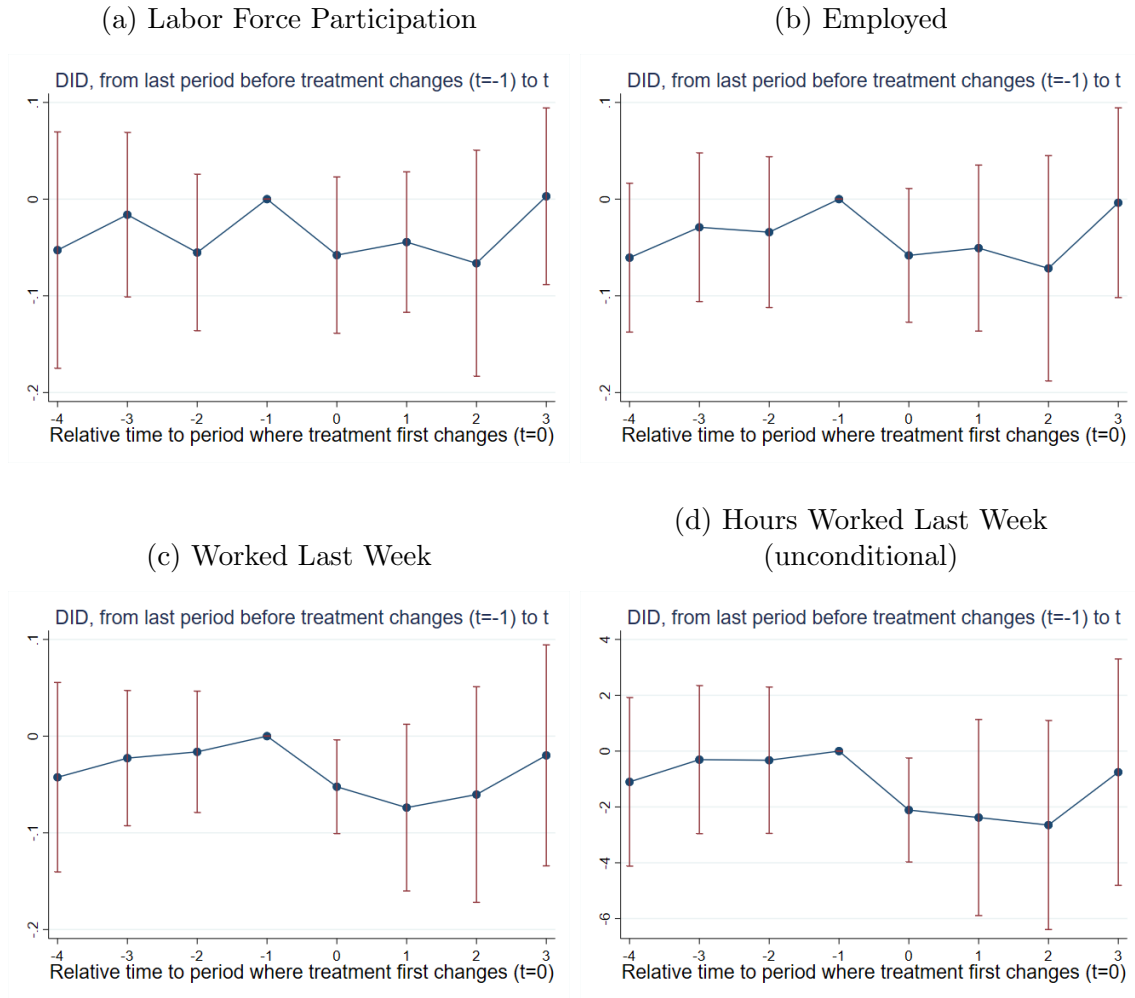 (a) Labor Force Participation
DID, from last period before treatment changes (t=-1) to t
.1
0
-.1
-.2
-4 -3 -2 -1 0 1 2 3
Relative time to period where treatment first changes (t=0)
(b) Employed
DID, from last period before treatment changes (t=-1) to t
.1
0
-.1
-.2
-4 -3 -2 -1 0 1 2 3
Relative time to period where treatment first changes (t=0)
(c) Worked Last Week
DID, from last period before treatment changes (t=-1) to t
.1
0
-.1
-.2
-4 -3 -2 -1 0 1 2 3
Relative time to period where treatment first changes (t=0)
(d) Hours Worked Last Week
(unconditional)
DID, from last period before treatment changes (t=-1) to t
4
2
0
-2
-4
-6
-4 -3 -2 -1 0 1 2 3
Relative time to period where treatment first changes (t=0)